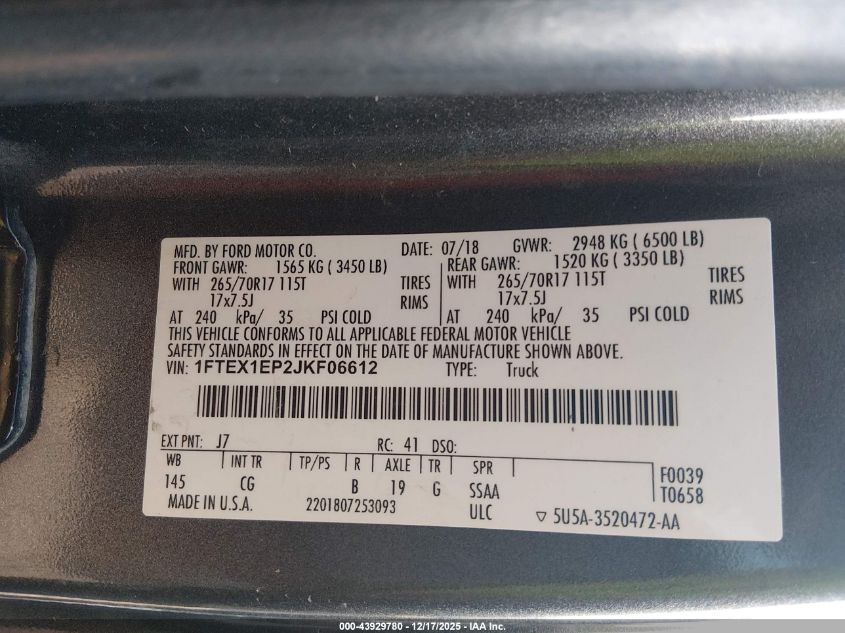 MFD. BY FORD MOTOR CO. DATE: 07/18 GVWR: 2948 KG ( 6500 LB)
FRONT GAWR: 1565 KG ( 3450 LB) REAR GAWR: 1520 KG ( 3350 LB)
WITH 265/70R17 115T TIRES WITH 265/70R17 115T TIRES
17x7.5J RIMS 17x7.5J RIMS
AT 240 kPa/ 35 PSI COLD AT 240 kPa/ 35 PSI COLD
THIS VEHICLE CONFORMS TO ALL APPLICABLE FEDERAL MOTOR VEHICLE
SAFETY STANDARDS IN EFFECT ON THE DATE OF MANUFACTURE SHOWN ABOVE.
VIN: 1FTEX1EP2JKF06612 TYPE: Truck
EXT PNT: J7 RC: 41 DSO:
WB INT TR TP/PS R AXLE TR SPR F0039
145 CG B 19 G SSAA T0658
MADE IN U.S.A. 2201807253093 ULC ▽ 5U5A-3520472-AA
000-43929780 – 12/17/2025 – IAA Inc.